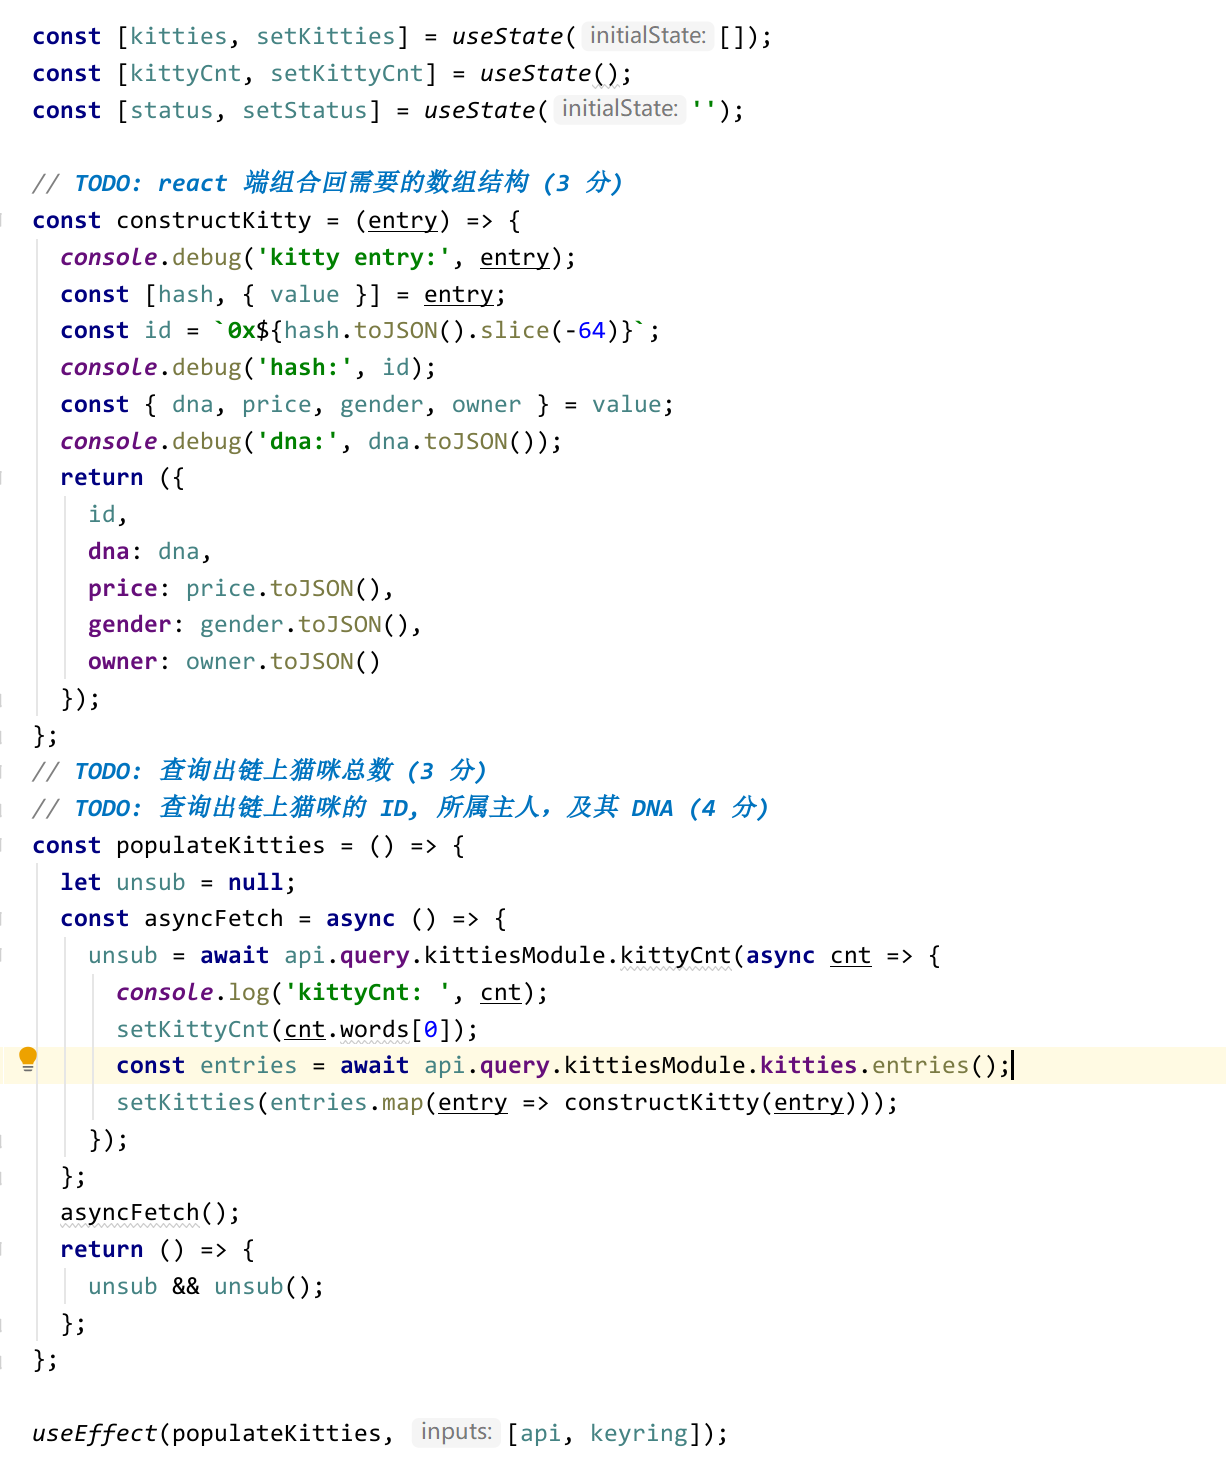 const [kitties, setKitties] = useState( initialState: []);
const [kittyCnt, setKittyCnt] = useState();
const [status, setStatus] = useState( initialState: '');
// TODO: react 端组合回需要的数组结构 (3 分)
const constructKitty = (entry) => {
console.debug('kitty entry:', entry);
const [hash, { value }] = entry;
const id = `0x${hash.toJSON().slice(-64)}`;
console.debug('hash:', id);
const { dna, price, gender, owner } = value;
console.debug('dna:', dna.toJSON());
return ({
id,
dna: dna,
price: price.toJSON(),
gender: gender.toJSON(),
owner: owner.toJSON()
});
};
// TODO: 查询出链上猫咪总数 (3 分)
// TODO: 查询出链上猫咪的 ID, 所属主人，及其 DNA (4 分)
const populateKitties = () => {
let unsub = null;
const asyncFetch = async () => {
unsub = await api.query.kittiesModule.kittyCnt(async cnt => {
console.log('kittyCnt: ', cnt);
setKittyCnt(cnt.words[0]);
const entries = await api.query.kittiesModule.kitties.entries();
setKitties(entries.map(entry => constructKitty(entry)));
});
};
asyncFetch();
return () => {
unsub && unsub();
};
};
useEffect(populateKitties, inputs: [api, keyring]);